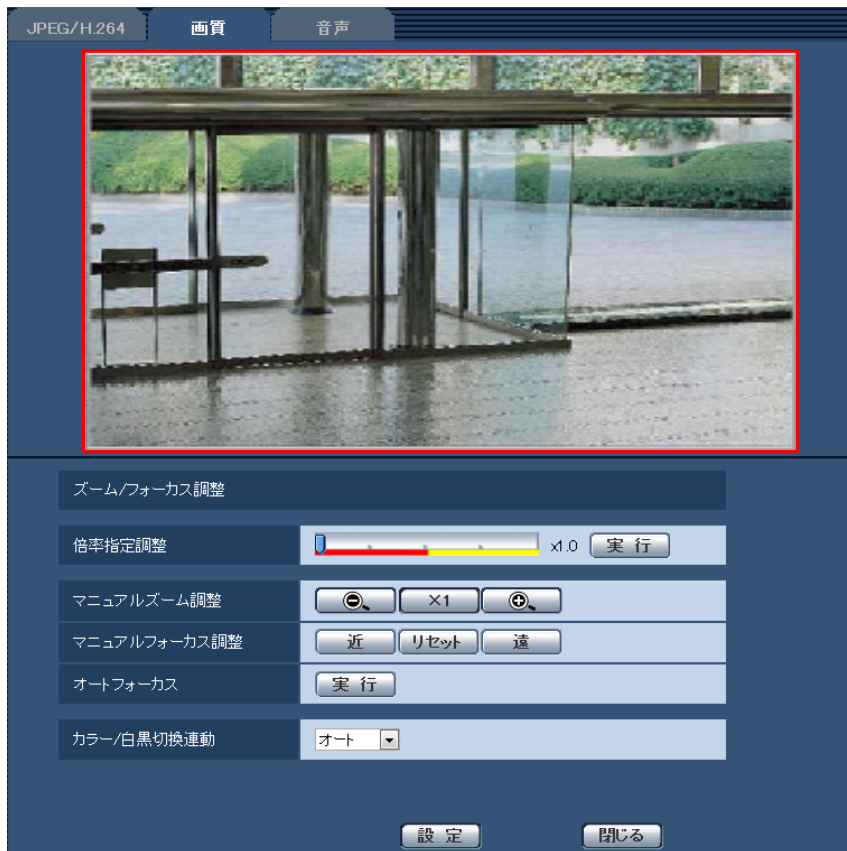 JPEG/H.264 画質 音声
ズーム/フォーカス調整
倍率指定調整 x1.0 実行
マニュアルズーム調整 ×1
マニュアルフォーカス調整 近 リセット 遠
オートフォーカス 実行
カラー/白黒切換連動 オート
設定 閉じる